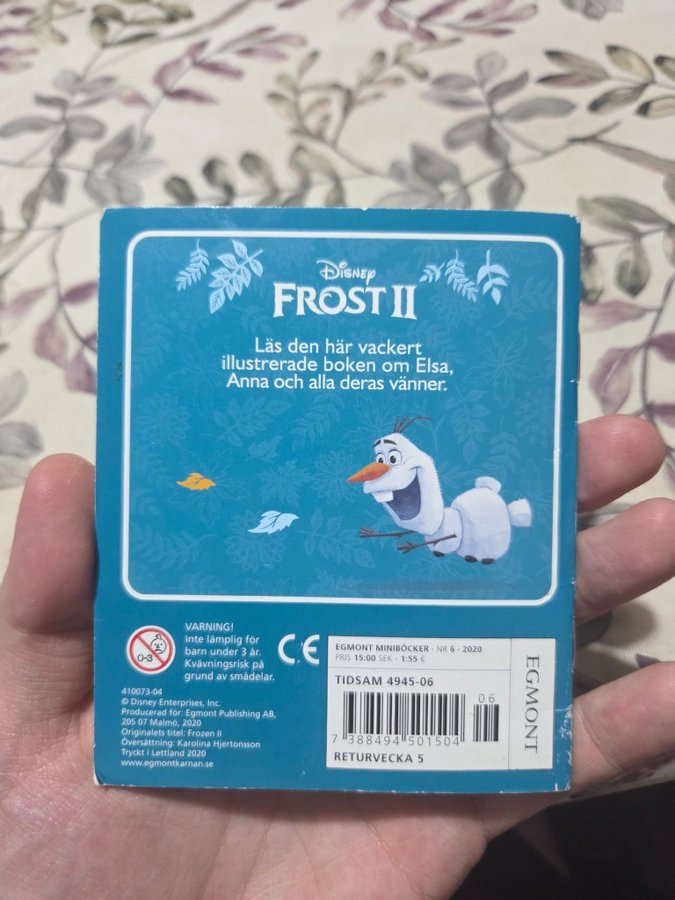 Disney
FROST II
Läs den här vackert
illustrerade boken om Elsa,
Anna och alla deras vänner.
0-3
VARNING!
Inte lämplig för
barn under 3 år.
Kvävningsrisk på
grund av smådelar.
CE
410073-04
© Disney Enterprises, Inc.
Producerad för: Egmont Publishing AB,
205 07 Malmö, 2020
Originalets titel: Frozen II
Översättning: Karolina Hjertonsson
Tryckt i Lettland 2020
www.egmontkarnan.se
EGMONT MINIBÖCKER · NR 6 · 2020
PRIS 15:00 SEK · 1:55 €
TIDSAM 4945-06
06
7 388494 501504
RETURVECKA 5
EGMONT